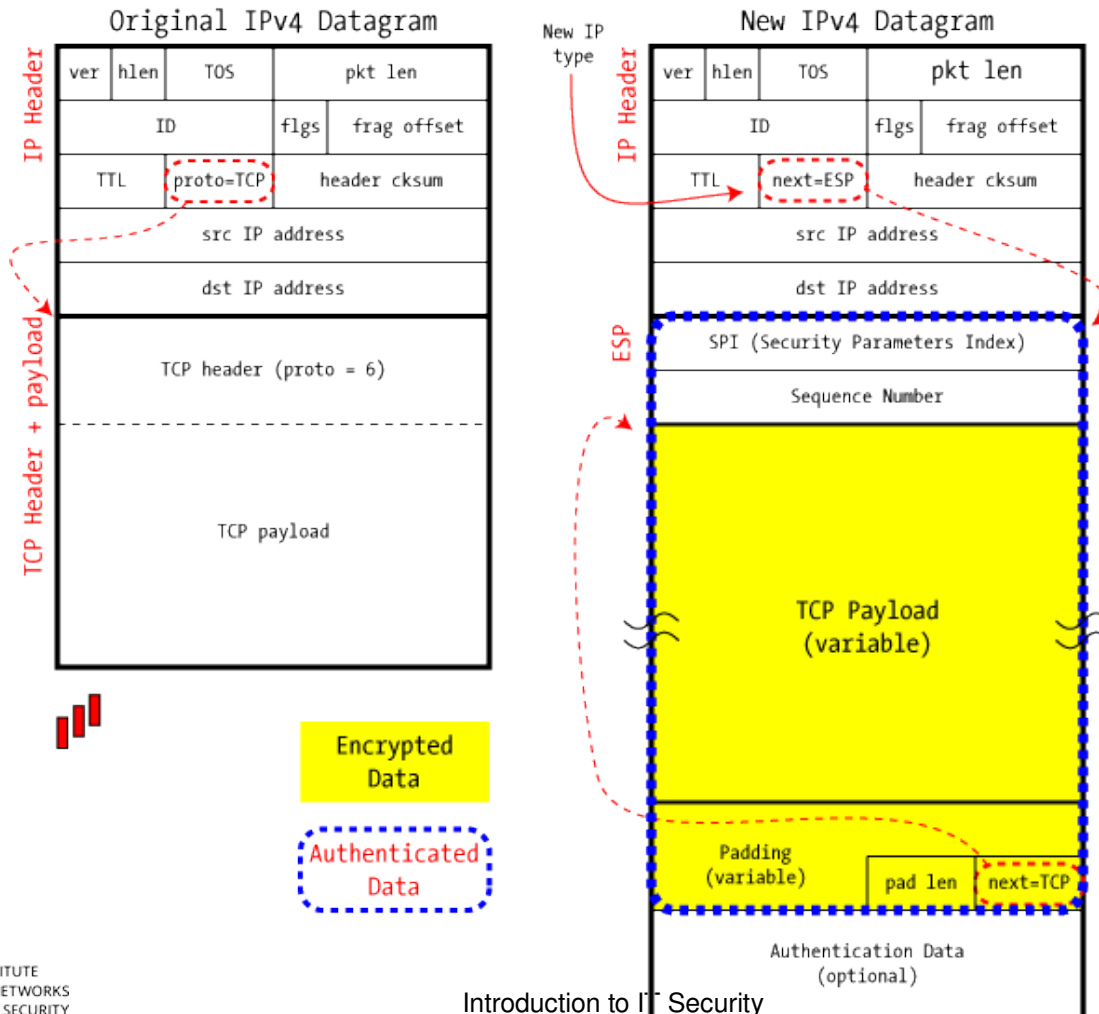 Original IPv4 Datagram
IP Header
ver hlen TOS pkt len
ID flgs frag offset
TTL proto=TCP header cksum
src IP address
dst IP address
TCP Header + payload
TCP header (proto = 6)
TCP payload
Encrypted
Data
Authenticated
Data
New IPv4 Datagram
New IP
type
IP Header
ver hlen TOS pkt len
ID flgs frag offset
TTL next=ESP header cksum
src IP address
dst IP address
ESP
SPI (Security Parameters Index)
Sequence Number
TCP Payload
(variable)
Padding
(variable)
pad len next=TCP
Authentication Data
(optional)
ITUTE
ETWORKS
SECURITY
Introduction to IT Security